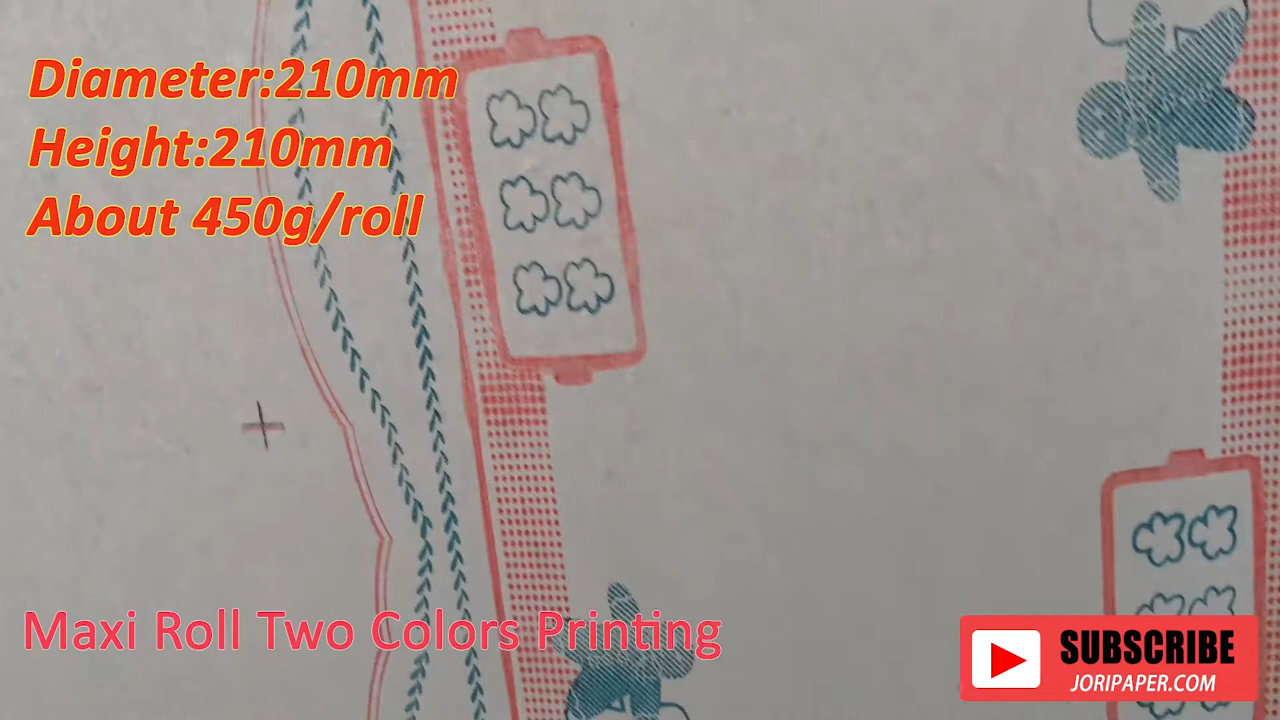 Diameter:210mm
Height:210mm
About 450g/roll
Maxi Roll Two Colors Printing
SUBSCRIBE
JORIPAPER.COM